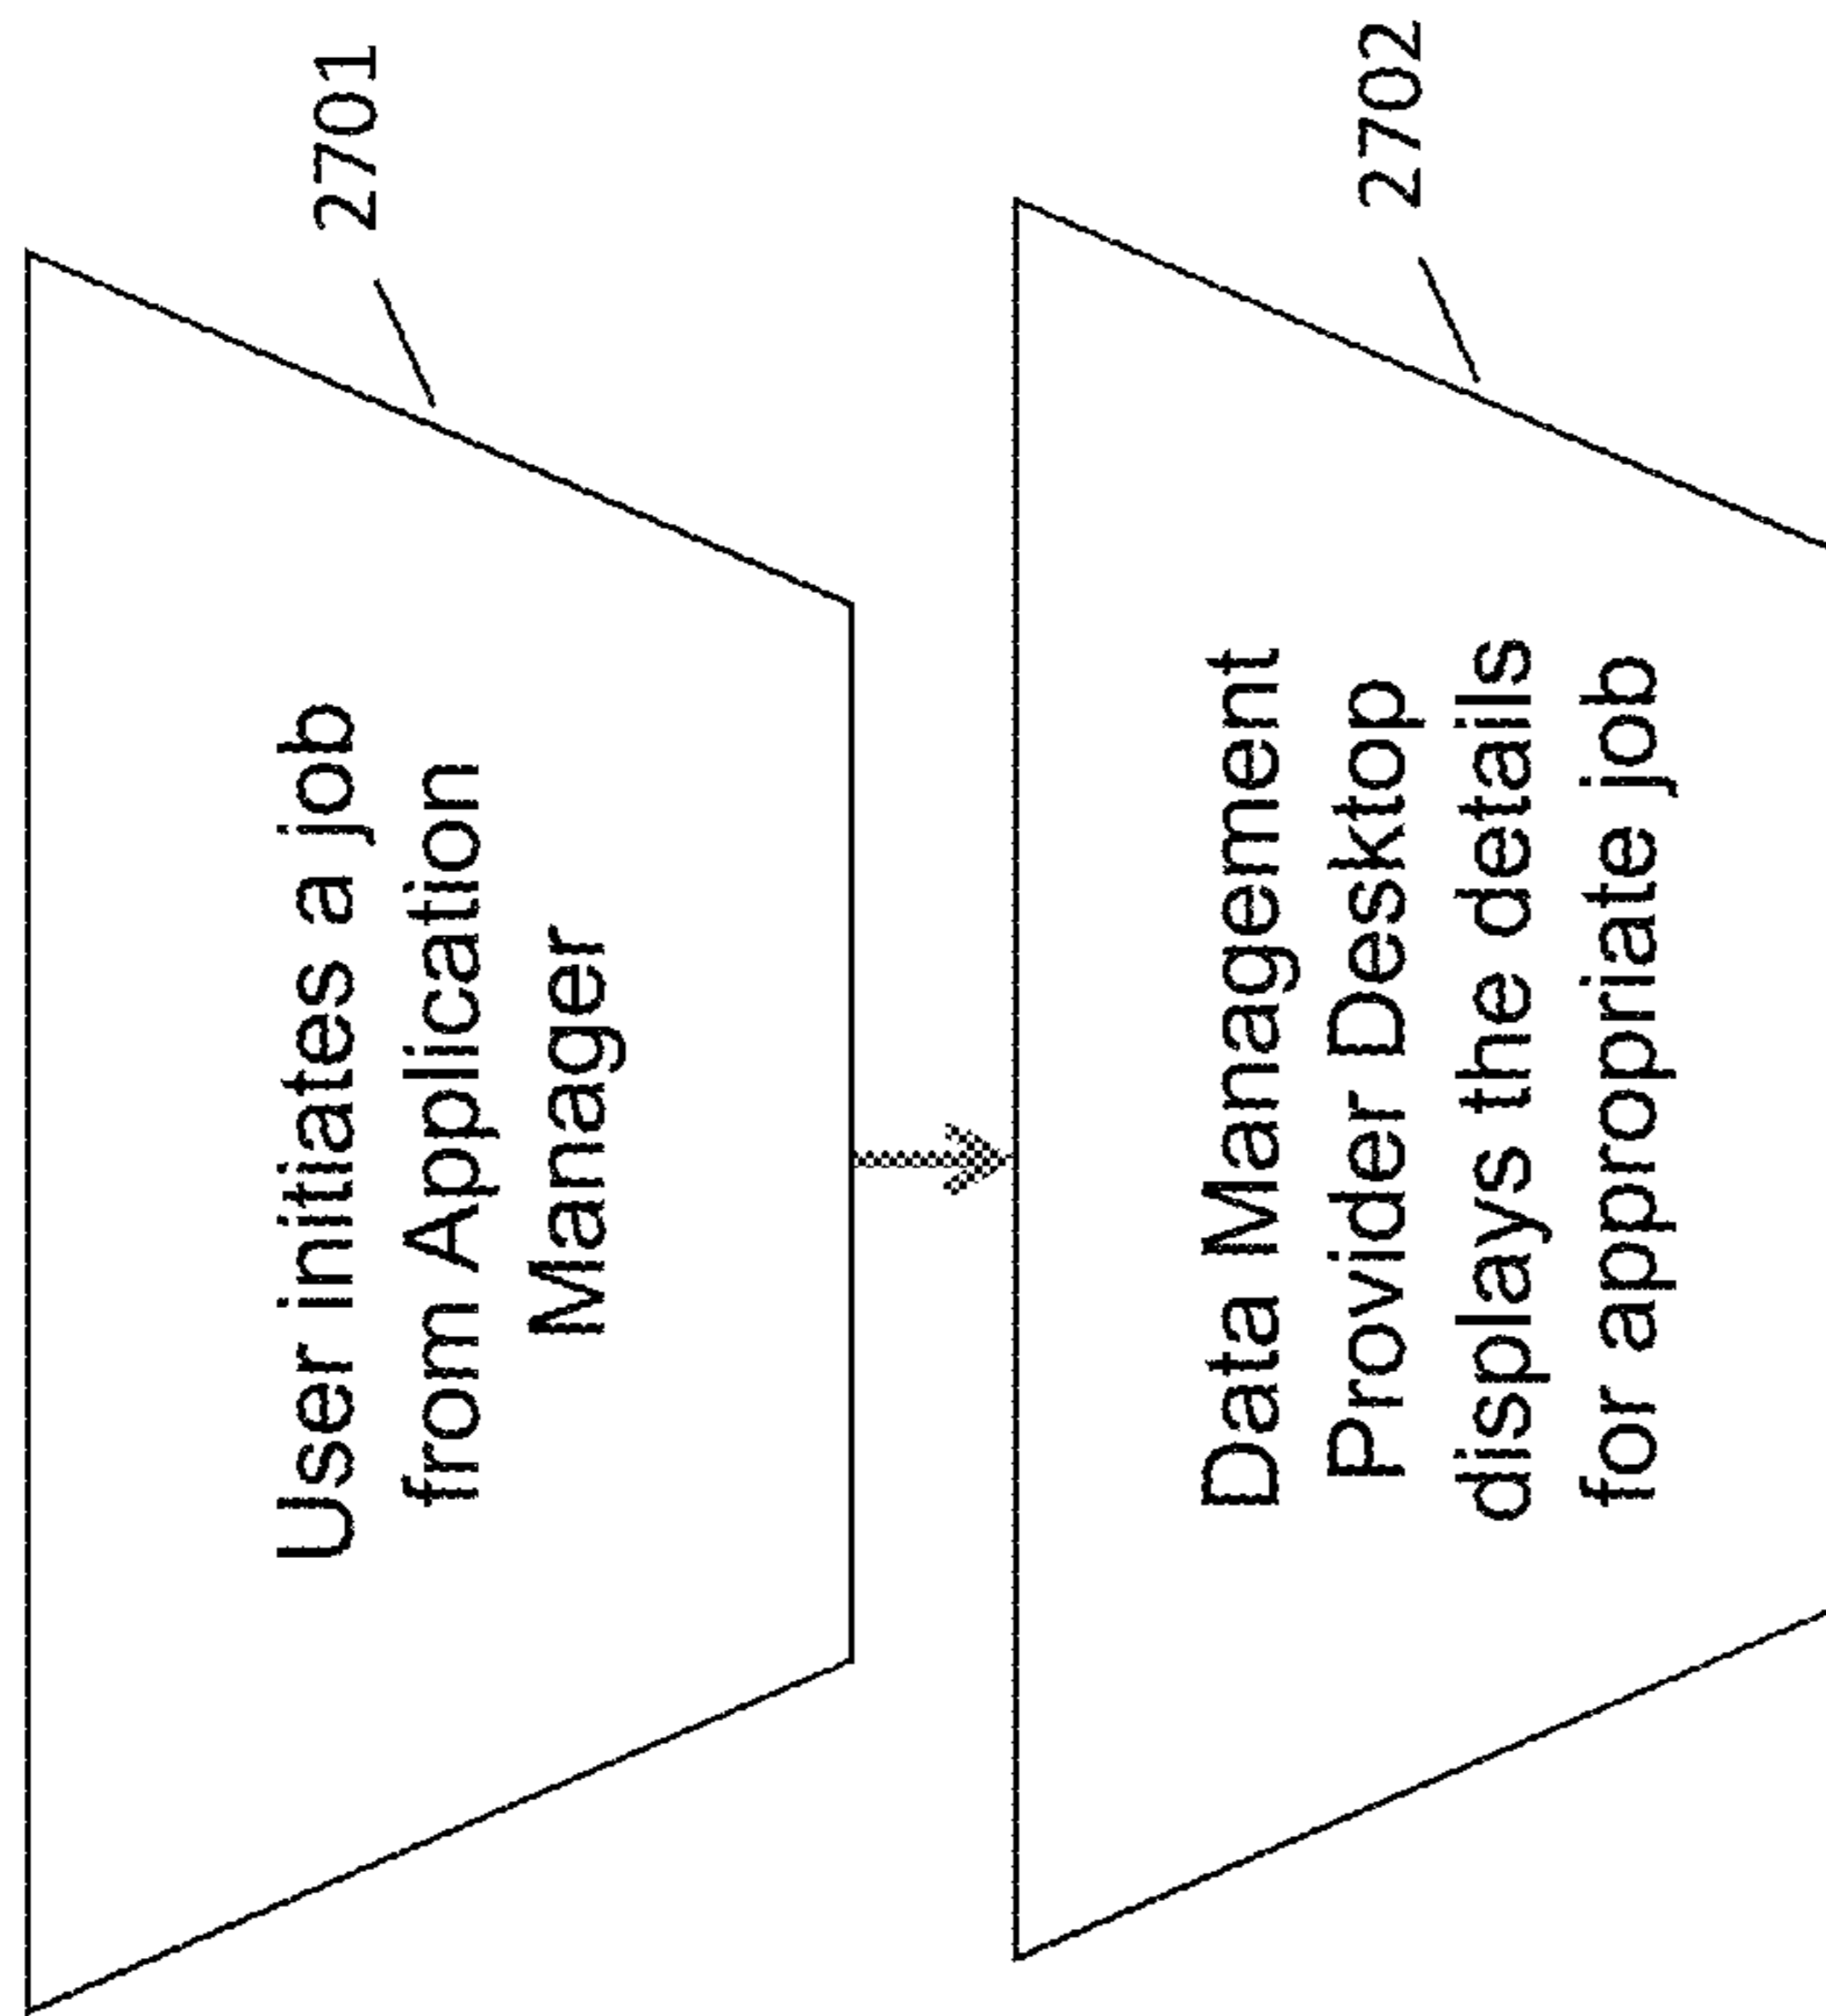 User initiates a job
from Application
Manager
2701
Data Management
Provider Desktop
displays the details
for appropriate job
2702